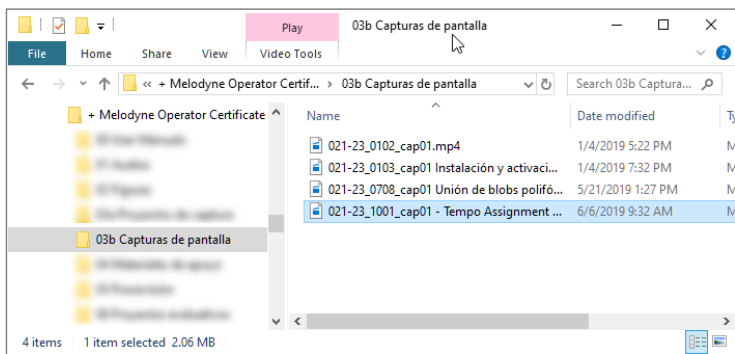 Play 03b Capturas de pantalla
File Home Share View Video Tools
« + Melodyne Operator Certif... › 03b Capturas de pantalla Search 03b Captura...
+ Melodyne Operator Certificate
03b Capturas de pantalla
Name Date modified Ty
021-23_0102_cap01.mp4 1/4/2019 5:22 PM M
021-23_0103_cap01 Instalación y activaci... 1/4/2019 7:32 PM M
021-23_0708_cap01 Unión de blobs polifó... 5/21/2019 1:27 PM M
021-23_1001_cap01 - Tempo Assignment ... 6/6/2019 9:32 AM M
4 items 1 item selected 2.06 MB